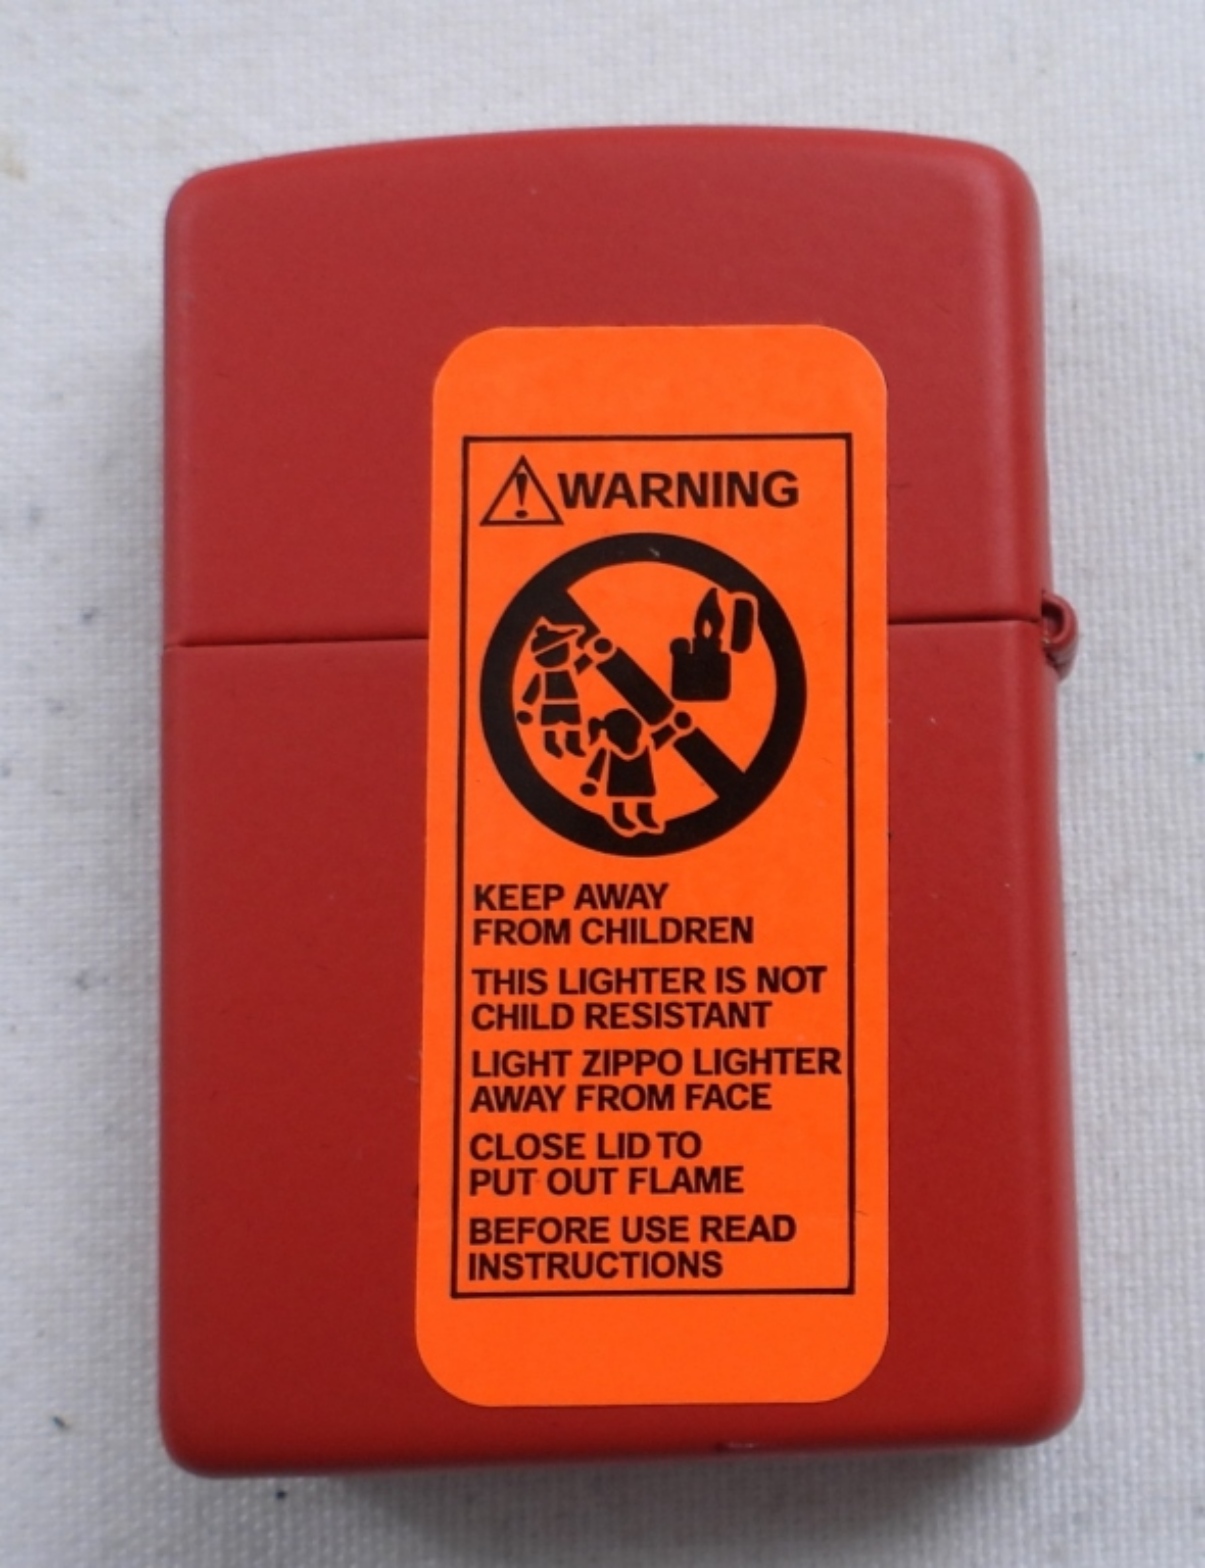 WARNING
KEEP AWAY
FROM CHILDREN
THIS LIGHTER IS NOT
CHILD RESISTANT
LIGHT ZIPPO LIGHTER
AWAY FROM FACE
CLOSE LID TO
PUT OUT FLAME
BEFORE USE READ
INSTRUCTIONS